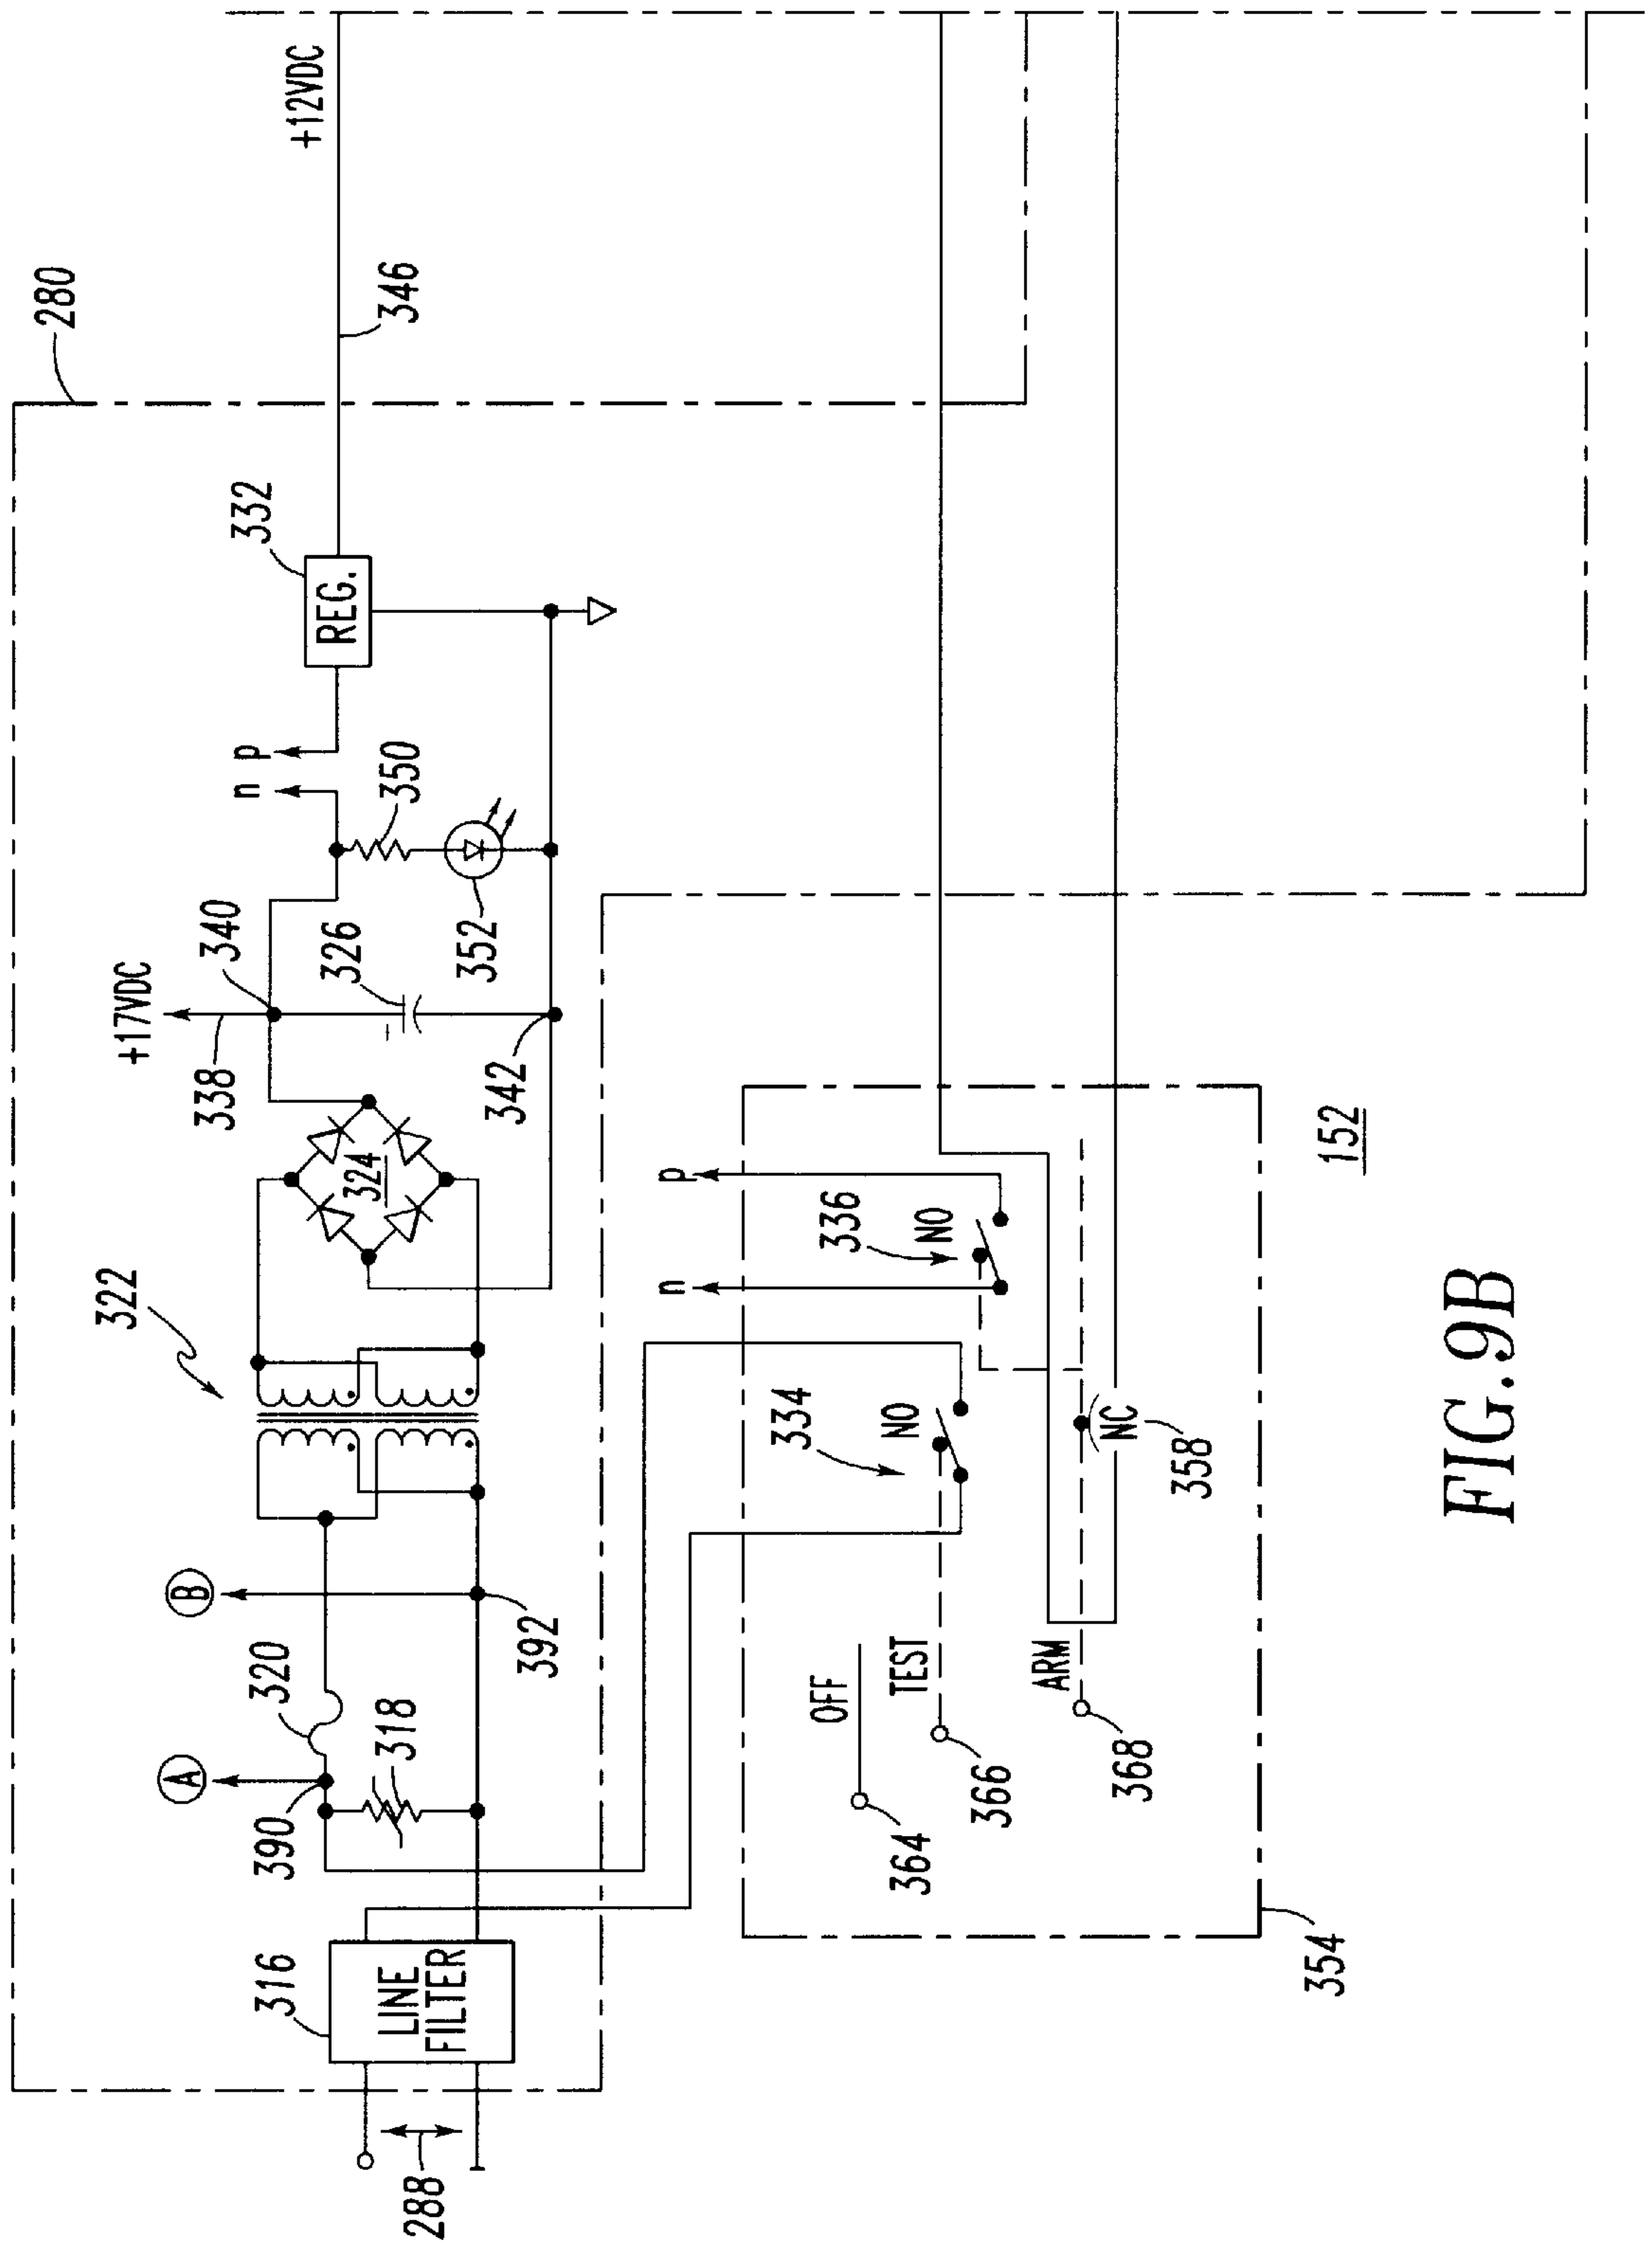 280
+12VDC
346
332
REG.
n
p
350
352
+17VDC
340
338
326
342
324
322
B
A
320
390
318
392
316
LINE
FILTER
288
n
p
336
NO
334
NO
OFF
364
TEST
366
ARM
368
NC
358
354
152
FIG.9B